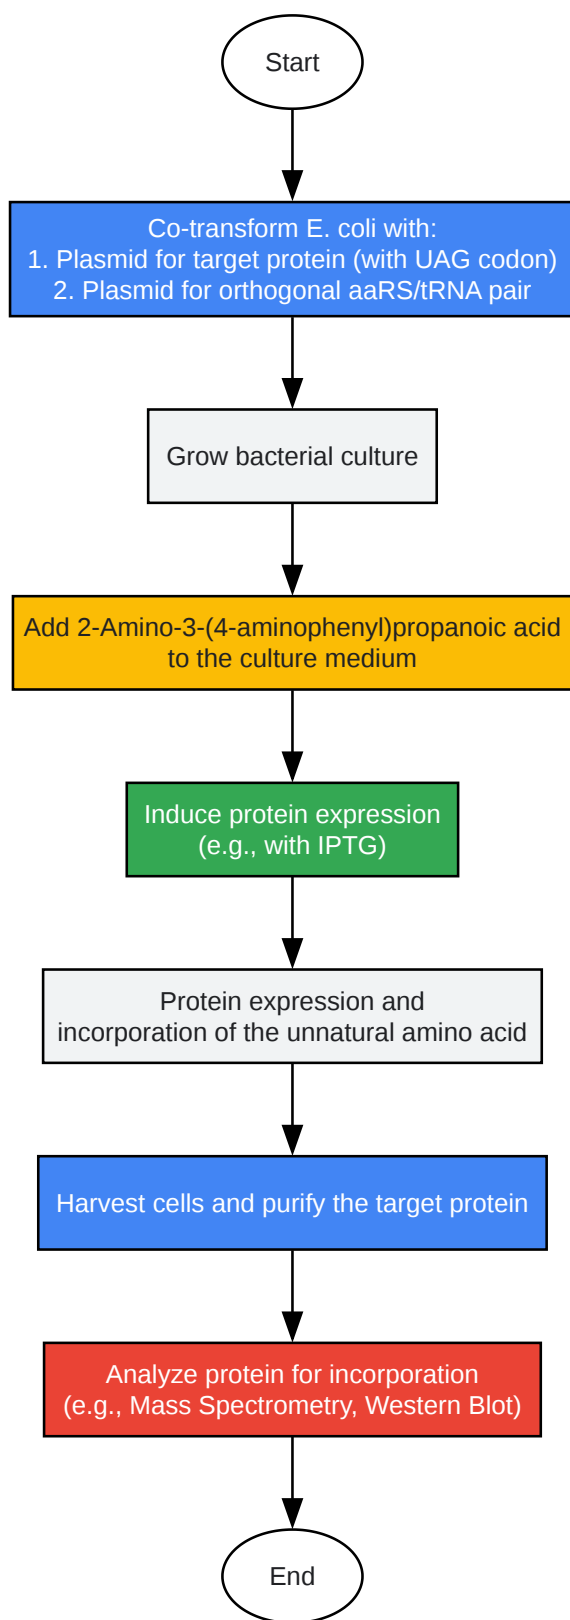 Start
Co-transform E. coli with:
1. Plasmid for target protein (with UAG codon)
2. Plasmid for orthogonal aaRS/tRNA pair
Grow bacterial culture
Add 2-Amino-3-(4-aminophenyl)propanoic acid
to the culture medium
Induce protein expression
(e.g., with IPTG)
Protein expression and
incorporation of the unnatural amino acid
Harvest cells and purify the target protein
Analyze protein for incorporation
(e.g., Mass Spectrometry, Western Blot)
End